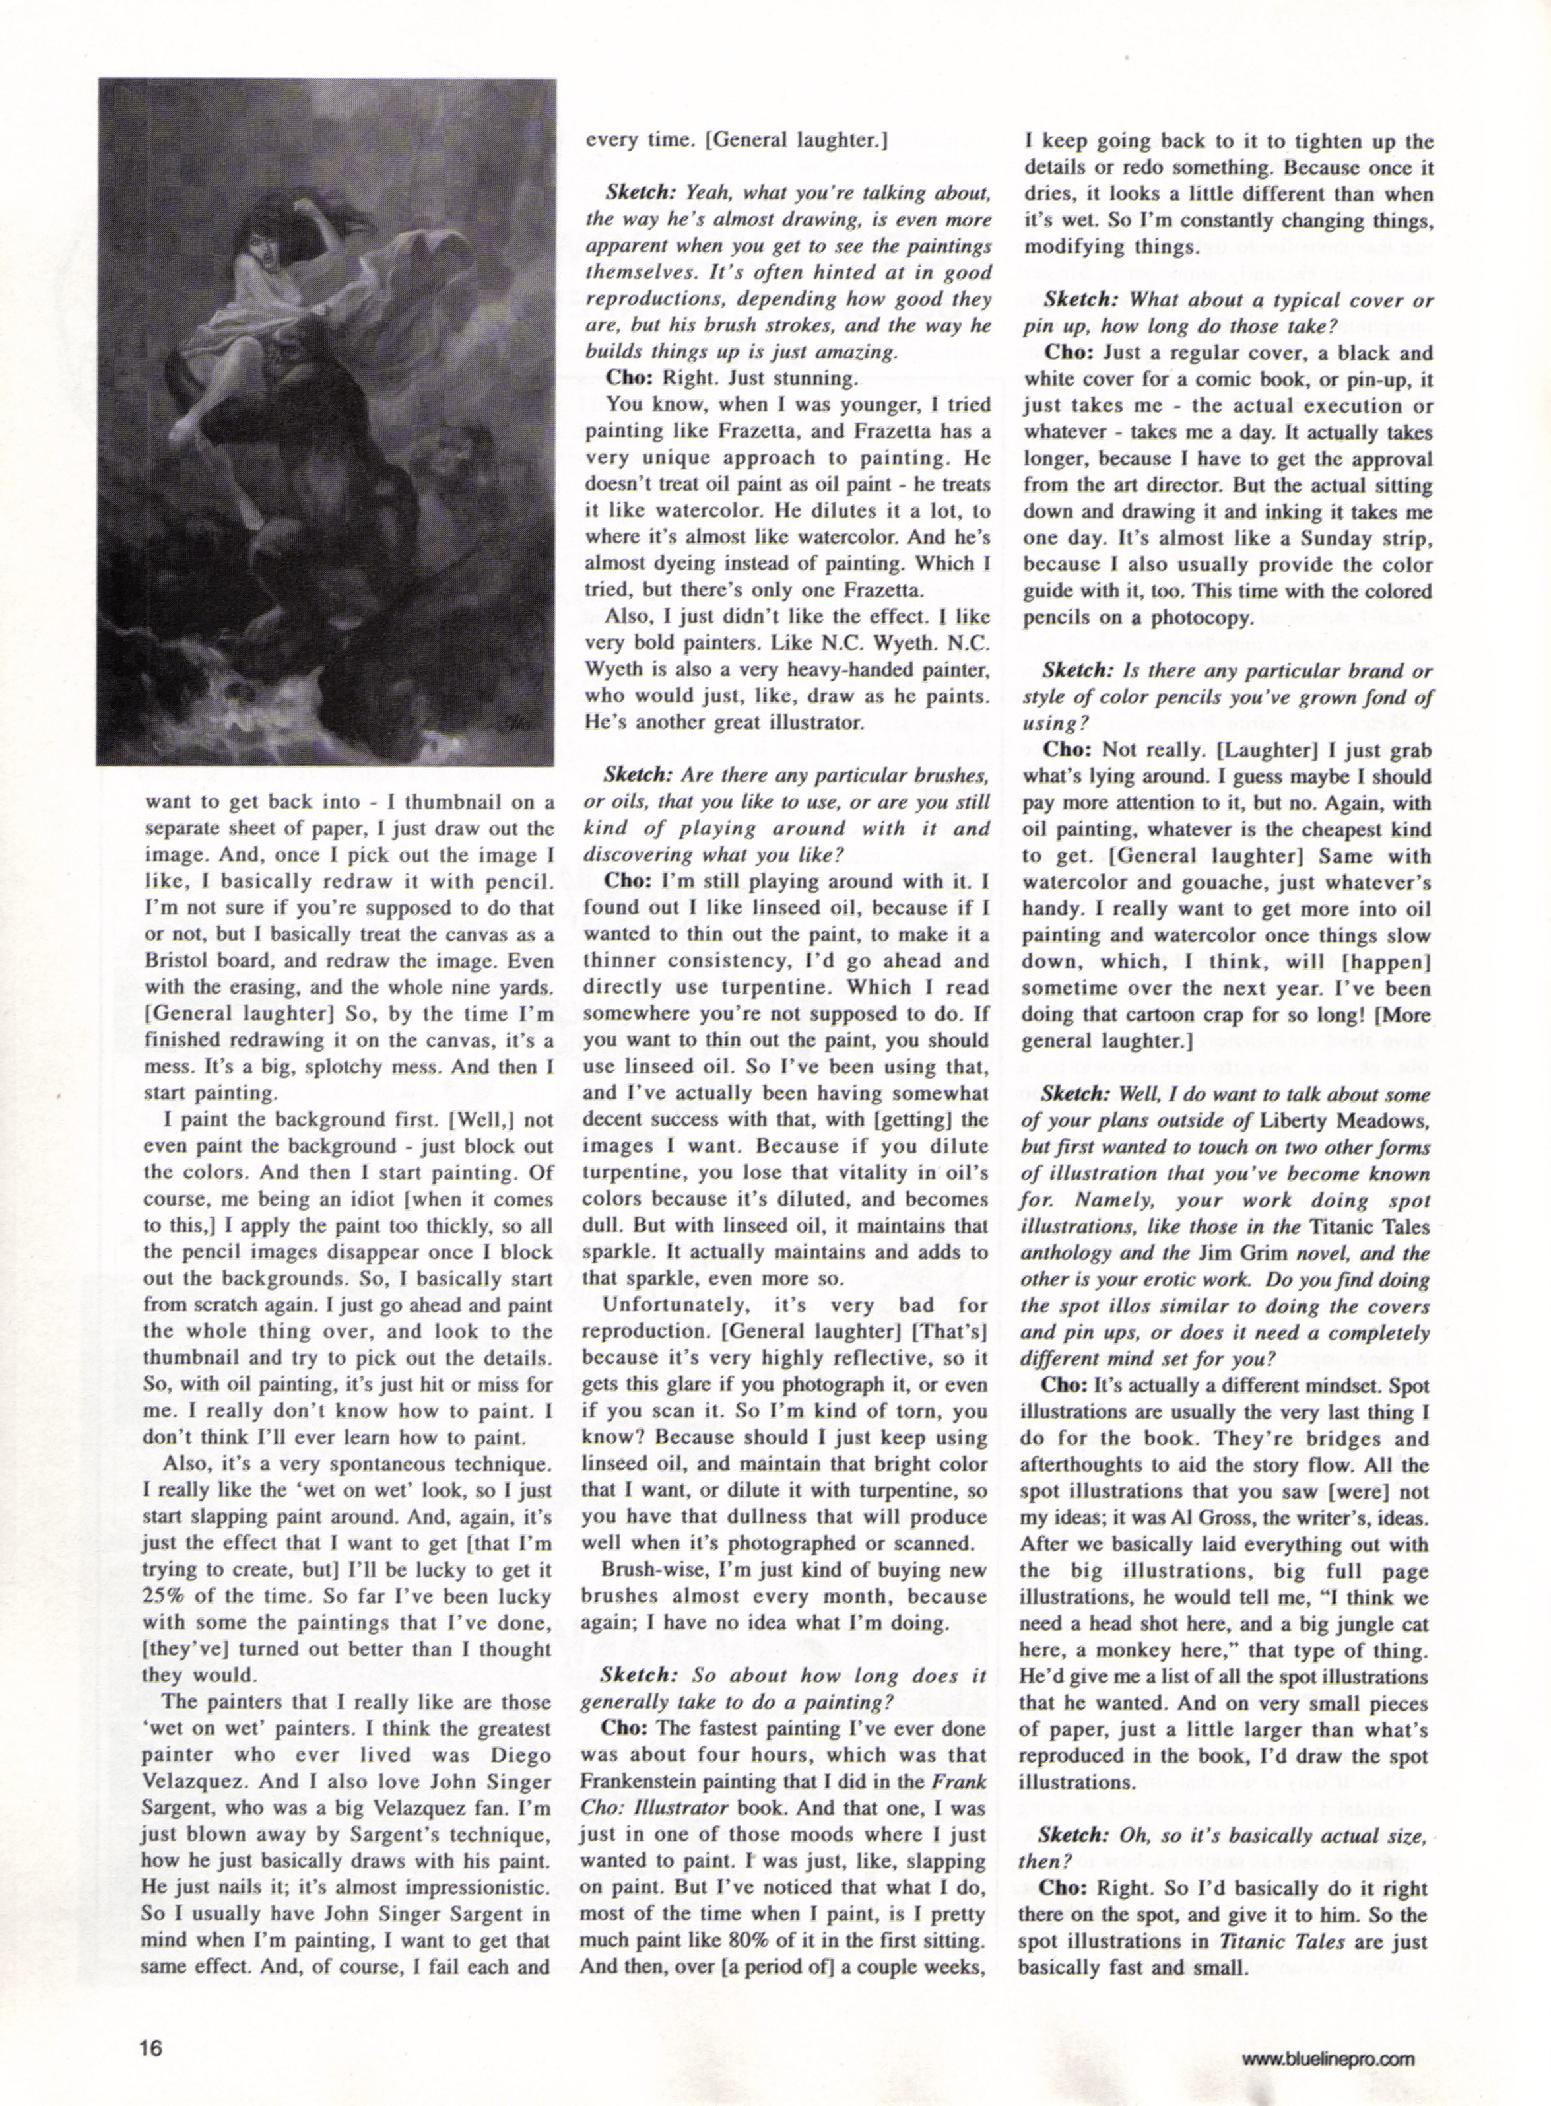 want to get back into - I thumbnail on a
separate sheet of paper, I just draw out the
image. And, once I pick out the image I
like, I basically redraw it with pencil.
I'm not sure if you're supposed to do that
or not, but I basically treat the canvas as a
Bristol board, and redraw the image. Even
with the erasing, and the whole nine yards.
[General laughter] So, by the time I'm
finished redrawing it on the canvas, it's a
mess. It's a big, splotchy mess. And then I
start painting.
I paint the background first. [Well,] not
even paint the background - just block out
the colors. And then I start painting. Of
course, me being an idiot [when it comes
to this,] I apply the paint too thickly, so all
the pencil images disappear once I block
out the backgrounds. So, I basically start
from scratch again. I just go ahead and paint
the whole thing over, and look to the
thumbnail and try to pick out the details.
So, with oil painting, it's just hit or miss for
me. I really don't know how to paint. I
don't think I'll ever learn how to paint.
Also, it's a very spontaneous technique.
I really like the 'wet on wet' look, so I just
start slapping paint around. And, again, it's
just the effect that I want to get [that I'm
trying to create, but] I'll be lucky to get it
25% of the time. So far I've been lucky
with some the paintings that I've done,
[they've] turned out better than I thought
they would.
The painters that I really like are those
'wet on wet' painters. I think the greatest
painter who ever lived was Diego
Velazquez. And I also love John Singer
Sargent, who was a big Velazquez fan. I'm
just blown away by Sargent's technique,
how he just basically draws with his paint.
He just nails it; it's almost impressionistic.
So I usually have John Singer Sargent in
mind when I'm painting, I want to get that
same effect. And, of course, I fail each and
every time. [General laughter.]
Sketch: Yeah, what you're talking about,
the way he's almost drawing, is even more
apparent when you get to see the paintings
themselves. It's often hinted at in good
reproductions, depending how good they
are, but his brush strokes, and the way he
builds things up is just amazing.
Cho: Right. Just stunning.
You know, when I was younger, I tried
painting like Frazetta, and Frazetta has a
very unique approach to painting. He
doesn't treat oil paint as oil paint - he treats
it like watercolor. He dilutes it a lot, to
where it's almost like watercolor. And he's
almost dyeing instead of painting. Which I
tried, but there's only one Frazetta.
Also, I just didn't like the effect. I like
very bold painters. Like N.C. Wyeth. N.C.
Wyeth is also a very heavy-handed painter,
who would just, like, draw as he paints.
He's another great illustrator.
Sketch: Are there any particular brushes,
or oils, that you like to use, or are you still
kind of playing around with it and
discovering what you like?
Cho: I'm still playing around with it. I
found out I like linseed oil, because if I
wanted to thin out the paint, to make it a
thinner consistency, I'd go ahead and
directly use turpentine. Which I read
somewhere you're not supposed to do. If
you want to thin out the paint, you should
use linseed oil. So I've been using that,
and I've actually been having somewhat
decent success with that, with [getting] the
images I want. Because if you dilute
turpentine, you lose that vitality in oil's
colors because it's diluted, and becomes
dull. But with linseed oil, it maintains that
sparkle. It actually maintains and adds to
that sparkle, even more so.
Unfortunately, it's very bad for
reproduction. [General laughter] [That's]
because it's very highly reflective, so it
gets this glare if you photograph it, or even
if you scan it. So I'm kind of torn, you
know? Because should I just keep using
linseed oil, and maintain that bright color
that I want, or dilute it with turpentine, so
you have that dullness that will produce
well when it's photographed or scanned.
Brush-wise, I'm just kind of buying new
brushes almost every month, because
again; I have no idea what I'm doing.
Sketch: So about how long does it
generally take to do a painting?
Cho: The fastest painting I've ever done
was about four hours, which was that
Frankenstein painting that I did in the Frank
Cho: Illustrator book. And that one, I was
just in one of those moods where I just
wanted to paint. I was just, like, slapping
on paint. But I've noticed that what I do,
most of the time when I paint, is I pretty
much paint like 80% of it in the first sitting.
And then, over [a period of] a couple weeks,
I keep going back to it to tighten up the
details or redo something. Because once it
dries, it looks a little different than when
it's wet. So I'm constantly changing things,
modifying things.
Sketch: What about a typical cover or
pin up, how long do those take?
Cho: Just a regular cover, a black and
white cover for a comic book, or pin-up, it
just takes me - the actual execution or
whatever - takes me a day. It actually takes
longer, because I have to get the approval
from the art director. But the actual sitting
down and drawing it and inking it takes me
one day. It's almost like a Sunday strip,
because I also usually provide the color
guide with it, too. This time with the colored
pencils on a photocopy.
Sketch: Is there any particular brand or
style of color pencils you've grown fond of
using?
Cho: Not really. [Laughter] I just grab
what's lying around. I guess maybe I should
pay more attention to it, but no. Again, with
oil painting, whatever is the cheapest kind
to get. [General laughter] Same with
watercolor and gouache, just whatever's
handy. I really want to get more into oil
painting and watercolor once things slow
down, which, I think, will [happen]
sometime over the next year. I've been
doing that cartoon crap for so long! [More
general laughter.]
Sketch: Well, I do want to talk about some
of your plans outside of Liberty Meadows,
but first wanted to touch on two other forms
of illustration that you've become known
for. Namely, your work doing spot
illustrations, like those in the Titanic Tales
anthology and the Jim Grim novel, and the
other is your erotic work. Do you find doing
the spot illos similar to doing the covers
and pin ups, or does it need a completely
different mind set for you?
Cho: It's actually a different mindset. Spot
illustrations are usually the very last thing I
do for the book. They're bridges and
afterthoughts to aid the story flow. All the
spot illustrations that you saw [were] not
my ideas; it was Al Gross, the writer's, ideas.
After we basically laid everything out with
the big illustrations, big full page
illustrations, he would tell me, "I think we
need a head shot here, and a big jungle cat
here, a monkey here," that type of thing.
He'd give me a list of all the spot illustrations
that he wanted. And on very small pieces
of paper, just a little larger than what's
reproduced in the book, I'd draw the spot
illustrations.
Sketch: Oh, so it's basically actual size,
then?
Cho: Right. So I'd basically do it right
there on the spot, and give it to him. So the
spot illustrations in Titanic Tales are just
basically fast and small.
16
www.bluelinepro.com